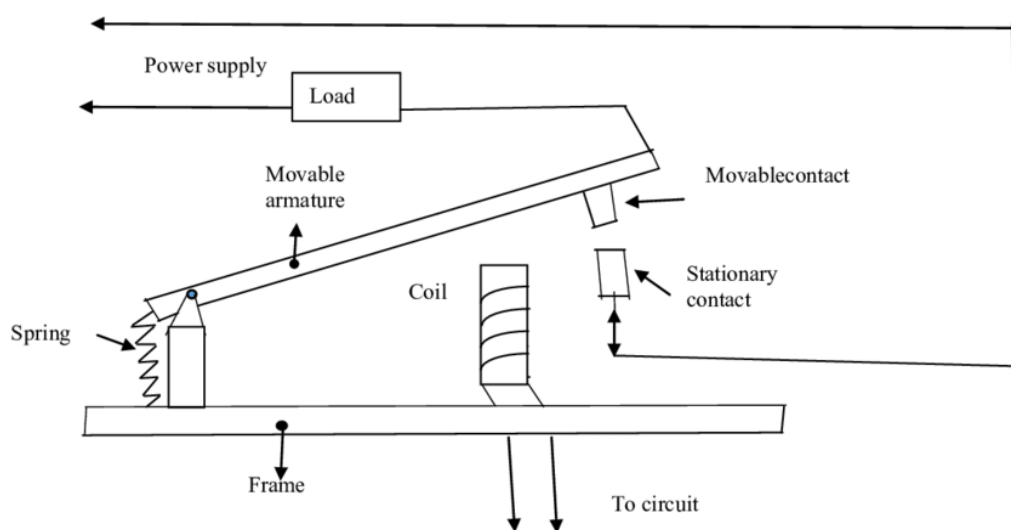 Power supply
Load
Movable
armature
Movablecontact
Coil
Stationary
contact
Spring
Frame
To circuit